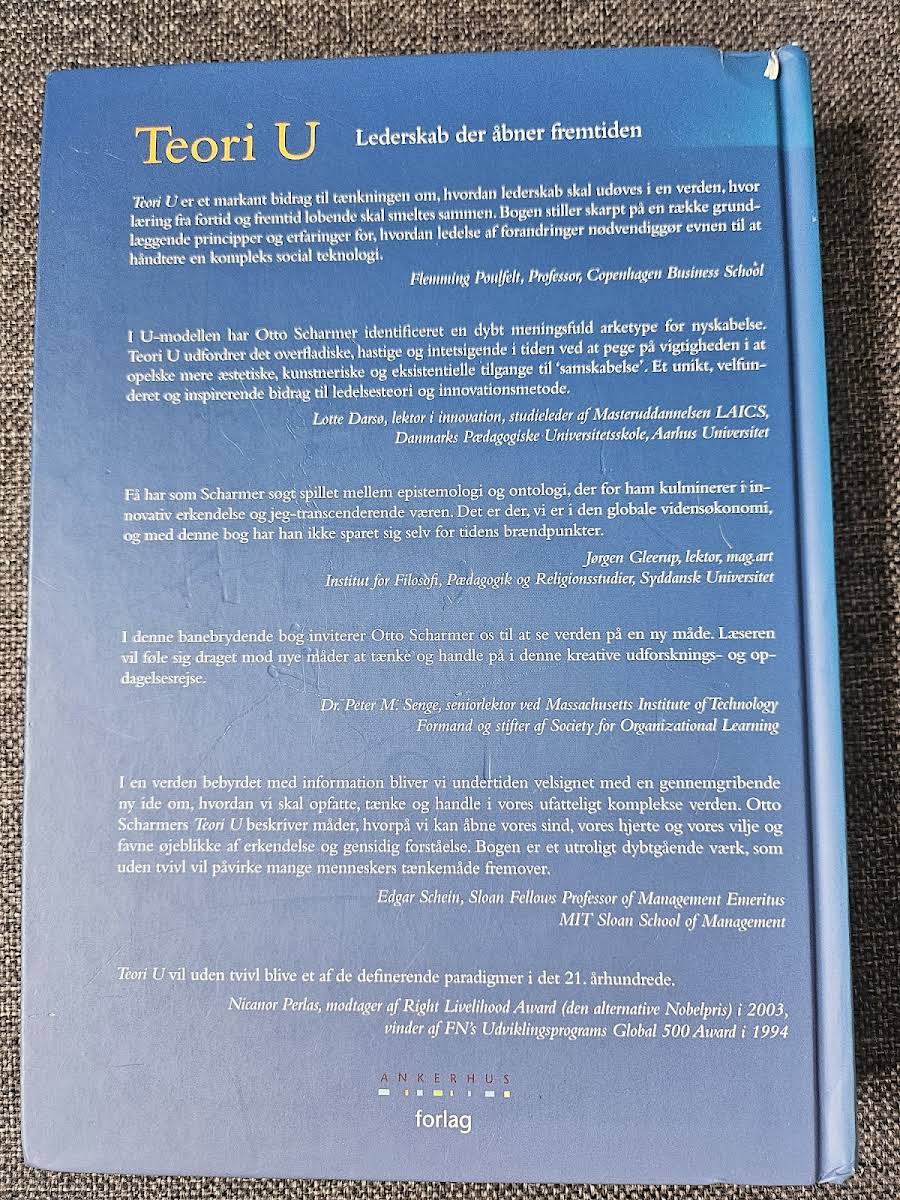 Teori U Lederskab der åbner fremtiden
Teori U er et markant bidrag til tænkningen om, hvordan lederskab skal udøves i en verden, hvor
læring fra fortid og fremtid løbende skal smeltes sammen. Bogen stiller skarpt på en række grund-
læggende principper og erfaringer for, hvordan ledelse af forandringer nødvendiggør evnen til at
håndtere en kompleks social teknologi.
Flemming Poulfelt, Professor, Copenhagen Business School
I U-modellen har Otto Scharmer identificeret en dybt meningsfuld arketype for nyskabelse.
Teori U udfordrer det overfladiske, hastige og intetsigende i tiden ved at pege på vigtigheden i at
opelske mere æstetiske, kunstneriske og eksistentielle tilgange til 'samskabelse'. Et unikt, velfun-
deret og inspirerende bidrag til ledelsesteori og innovationsmetode.
Lotte Darsø, lektor i innovation, studieleder af Masteruddannelsen LAICS,
Danmarks Pædagogiske Universitetsskole, Aarhus Universitet
Få har som Scharmer søgt spillet mellem epistemologi og ontologi, der for ham kulminerer i in-
novativ erkendelse og jeg-transcenderende væren. Det er der, vi er i den globale vidensøkonomi,
og med denne bog har han ikke sparet sig selv for tidens brændpunkter.
Jørgen Gleerup, lektor, mag.art
Institut for Filosofi, Pædagogik og Religionsstudier, Syddansk Universitet
I denne banebrydende bog inviterer Otto Scharmer os til at se verden på en ny måde. Læseren
vil føle sig draget mod nye måder at tænke og handle på i denne kreative udforsknings- og op-
dagelsesrejse.
Dr. Peter M. Senge, seniorlektor ved Massachusetts Institute of Technology
Formand og stifter af Society for Organizational Learning
I en verden bebyrdet med information bliver vi undertiden velsignet med en gennemgribende
ny ide om, hvordan vi skal opfatte, tænke og handle i vores ufatteligt komplekse verden. Otto
Scharmers Teori U beskriver måder, hvorpå vi kan åbne vores sind, vores hjerte og vores vilje og
favne øjeblikke af erkendelse og gensidig forståelse. Bogen er et utroligt dybtgående værk, som
uden tvivl vil påvirke mange menneskers tænkemåde fremover.
Edgar Schein, Sloan Fellows Professor of Management Emeritus
MIT Sloan School of Management
Teori U vil uden tvivl blive et af de definerende paradigmer i det 21. århundrede.
Nicanor Perlas, modtager af Right Livelihood Award (den alternative Nobelpris) i 2003,
vinder af FN's Udviklingsprograms Global 500 Award i 1994
ANKERHUS
forlag